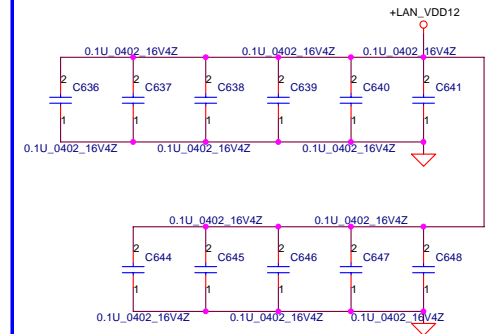 +LAN_VDD12
0.1U_0402_16V4Z 0.1U_0402_16V4Z 0.1U_0402_16V4Z
2 2 2 2 2 2
C636 C637 C638 C639 C640 C641
1 1 1 1 1 1
0.1U_0402_16V4Z 0.1U_0402_16V4Z 0.1U_0402_16V4Z
0.1U_0402_16V4Z 0.1U_0402_16V4Z
2 2 2 2 2
C644 C645 C646 C647 C648
1 1 1 1 1
0.1U_0402_16V4Z 0.1U_0402_16V4Z 0.1U_0402_16V4Z